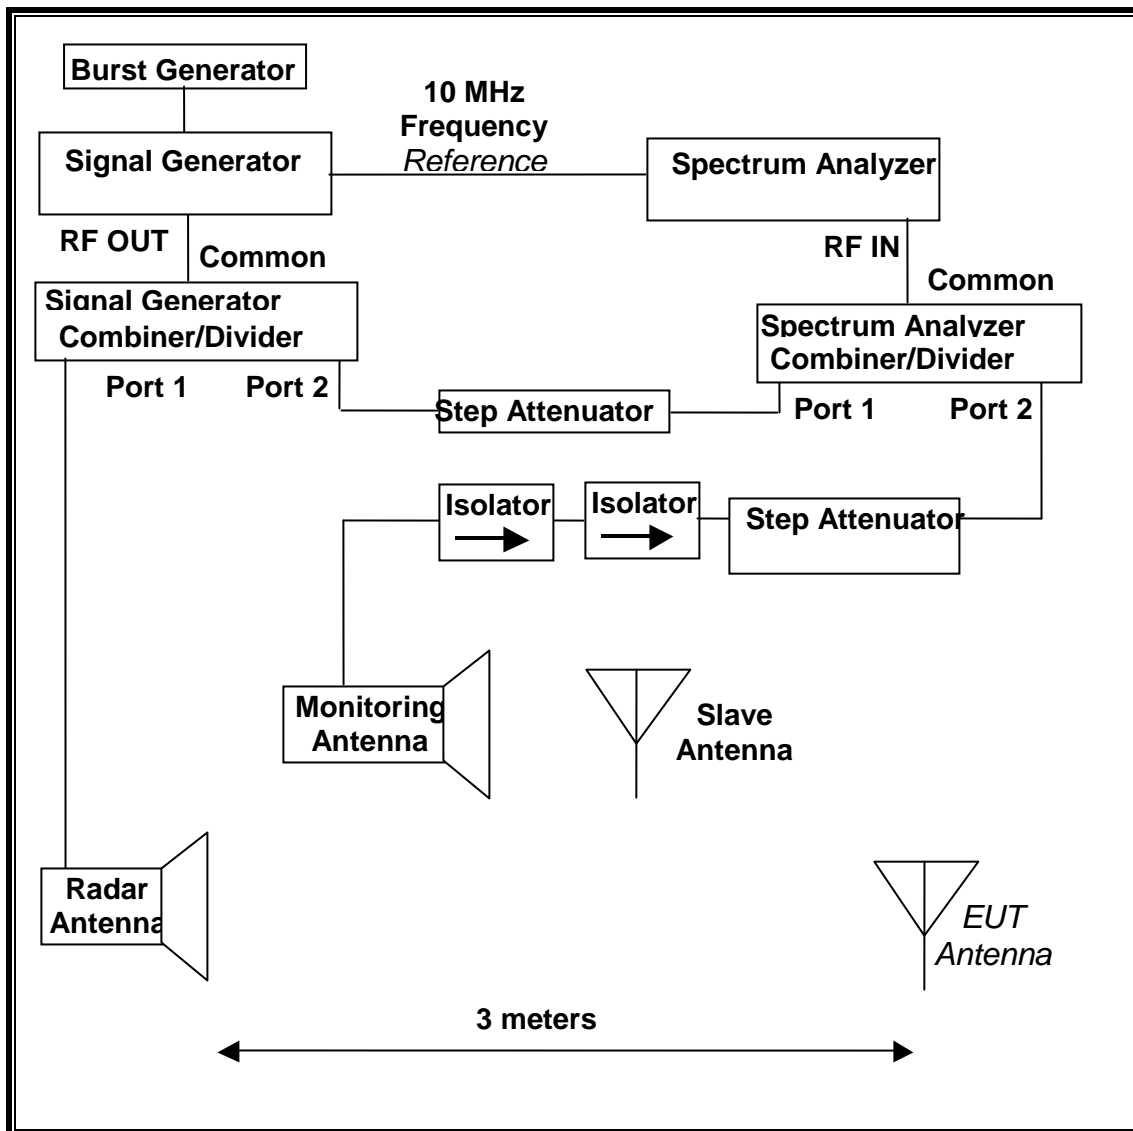 Burst Generator
10 MHz
Frequency
Reference
Signal Generator
Spectrum Analyzer
RF OUT
Common
RF IN
Common
Signal Generator
Combiner/Divider
Spectrum Analyzer
Combiner/Divider
Port 1
Port 2
Step Attenuator
Port 1
Port 2
Isolator
Isolator
Step Attenuator
Monitoring
Antenna
Slave
Antenna
Radar
Antenna
EUT
Antenna
3 meters